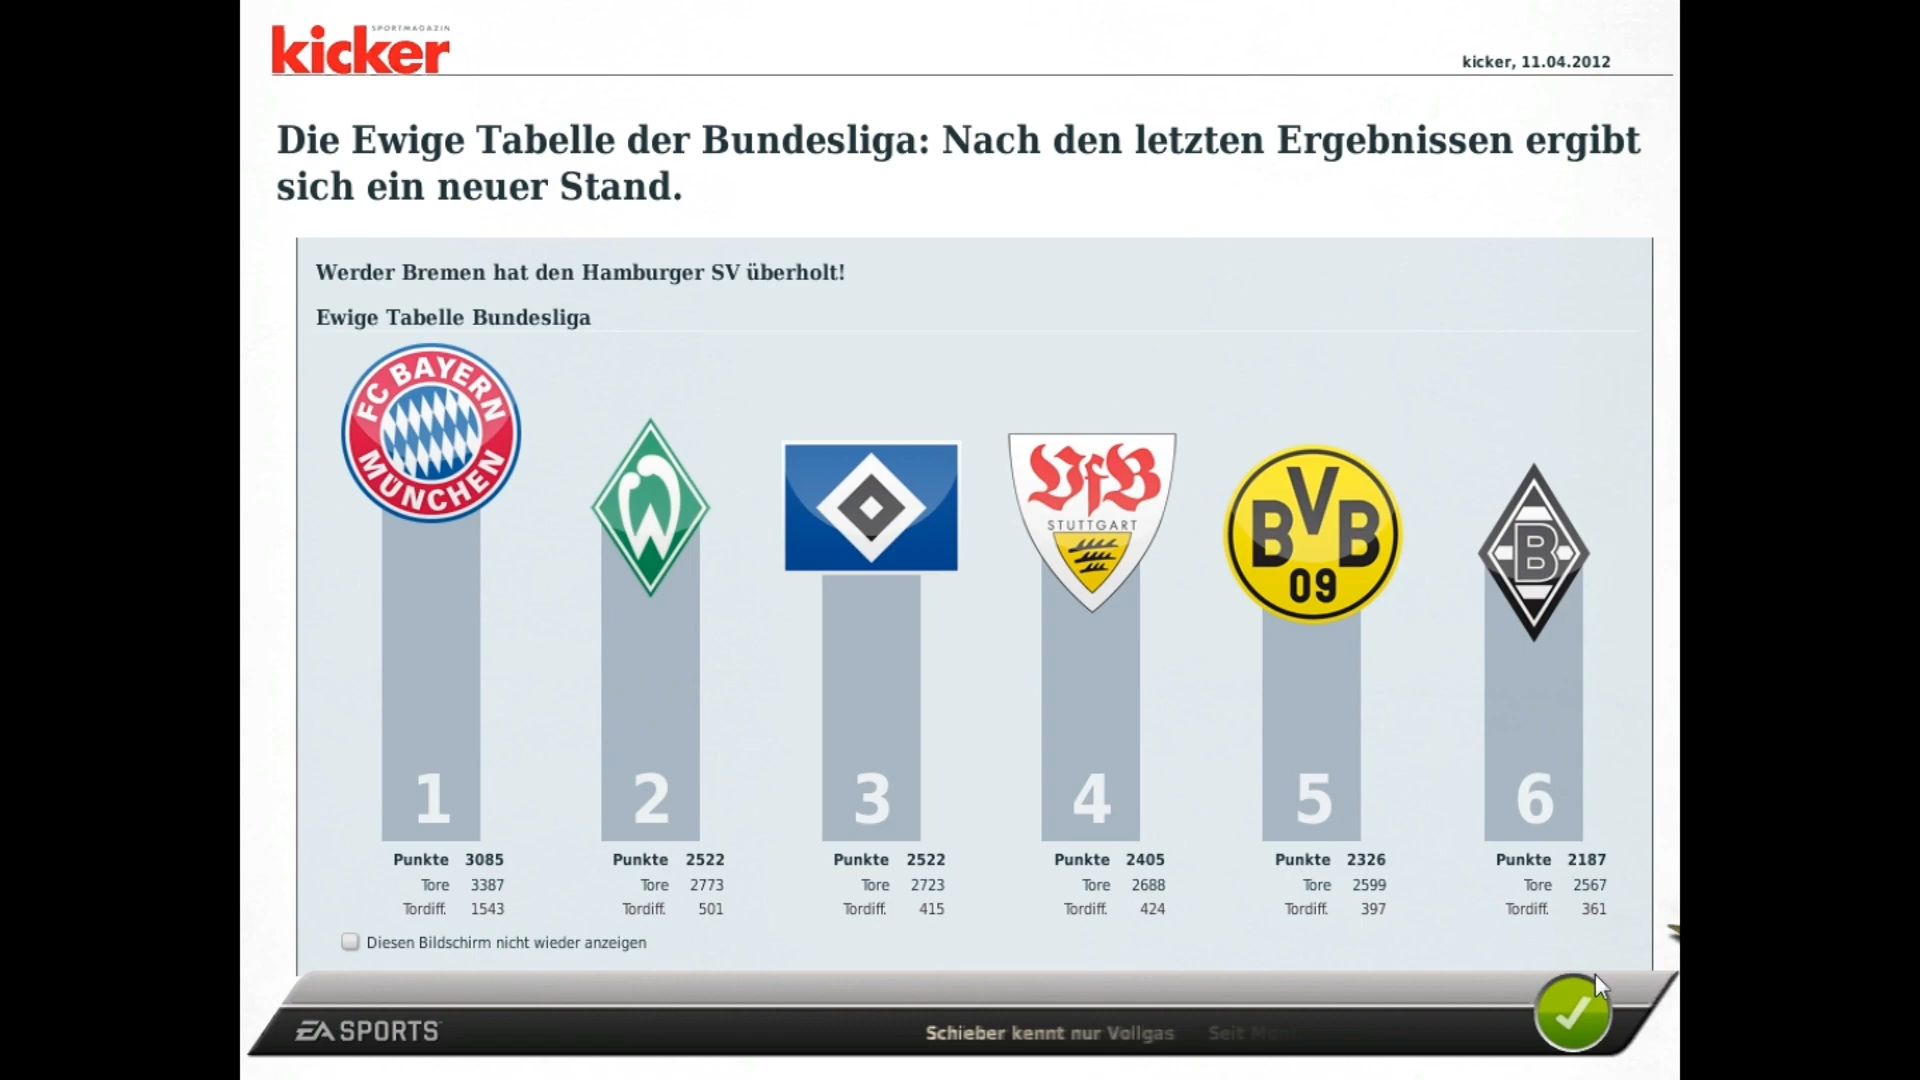 SPORTMAGAZIN
kicker
kicker, 11.04.2012
Die Ewige Tabelle der Bundesliga: Nach den letzten Ergebnissen ergibt
sich ein neuer Stand.
Werder Bremen hat den Hamburger SV überholt!
Ewige Tabelle Bundesliga
FC BAYERN
MÜNCHEN
W
VfB
STUTTGART
BVB
09
B
1 2 3 4 5 6
Punkte 3085 Punkte 2522 Punkte 2522 Punkte 2405 Punkte 2326 Punkte 2187
Tore 3387 Tore 2773 Tore 2723 Tore 2688 Tore 2599 Tore 2567
Tordiff. 1543 Tordiff. 501 Tordiff. 415 Tordiff. 424 Tordiff. 397 Tordiff. 361
Diesen Bildschirm nicht wieder anzeigen
EA SPORTS
Schieber kennt nur Vollgas Seit